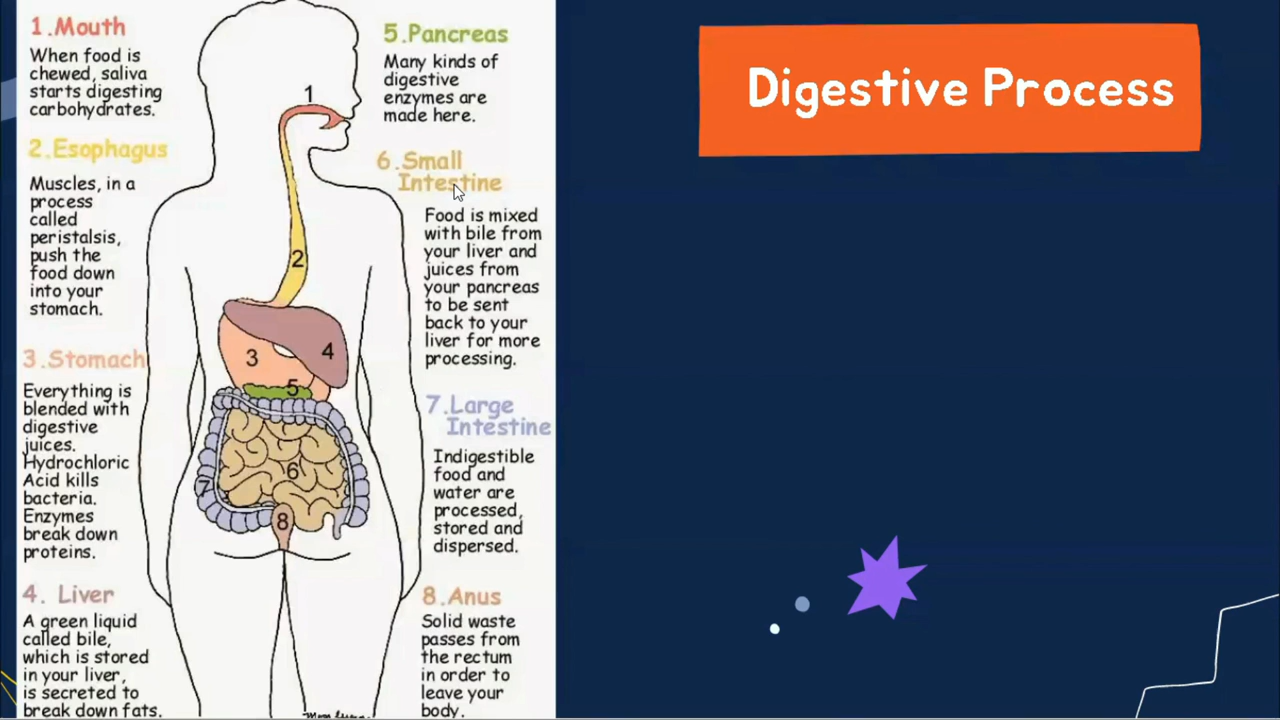 1.Mouth
When food is
chewed, saliva
starts digesting
carbohydrates.
2.Esophagus
Muscles, in a
process
called
peristalsis,
push the
food down
into your
stomach.
3.Stomach
Everything is
blended with
digestive
juices.
Hydrochloric
Acid kills
bacteria.
Enzymes
break down
proteins.
4. Liver
A green liquid
called bile,
which is stored
in your liver,
is secreted to
break down fats.
1
2
3
4
5
6
7
8
5.Pancreas
Many kinds of
digestive
enzymes are
made here.
6.Small
Intestine
Food is mixed
with bile from
your liver and
juices from
your pancreas
to be sent
back to your
liver for more
processing.
7.Large
Intestine
Indigestible
food and
water are
processed,
stored and
dispersed.
8.Anus
Solid waste
passes from
the rectum
in order to
leave your
body.
Digestive Process